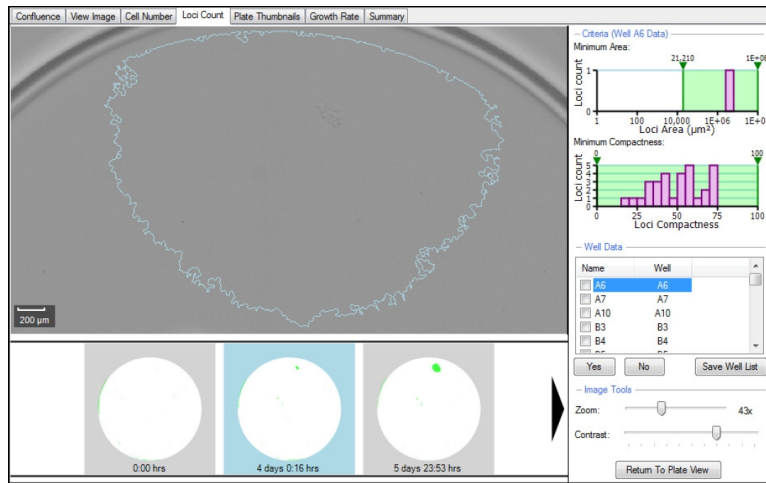 Confluence View Image Cell Number Loci Count Plate Thumbnails Growth Rate Summary
200 µm
0:00 hrs
4 days 0:16 hrs
5 days 23:53 hrs
Criteria (Well A6 Data)
Minimum Area:
21,210 1E+08
Loci count
1
0
1 100 10,000 1E+06 1E+0
Loci Area (µm²)
Minimum Compactness:
0 100
Loci count
5
4
3
2
1
0
0 25 50 75 100
Loci Compactness
Well Data
Name Well
A6 A6
A7 A7
A10 A10
B3 B3
B4 B4
Yes No Save Well List
Image Tools
Zoom: 43x
Contrast:
Return To Plate View